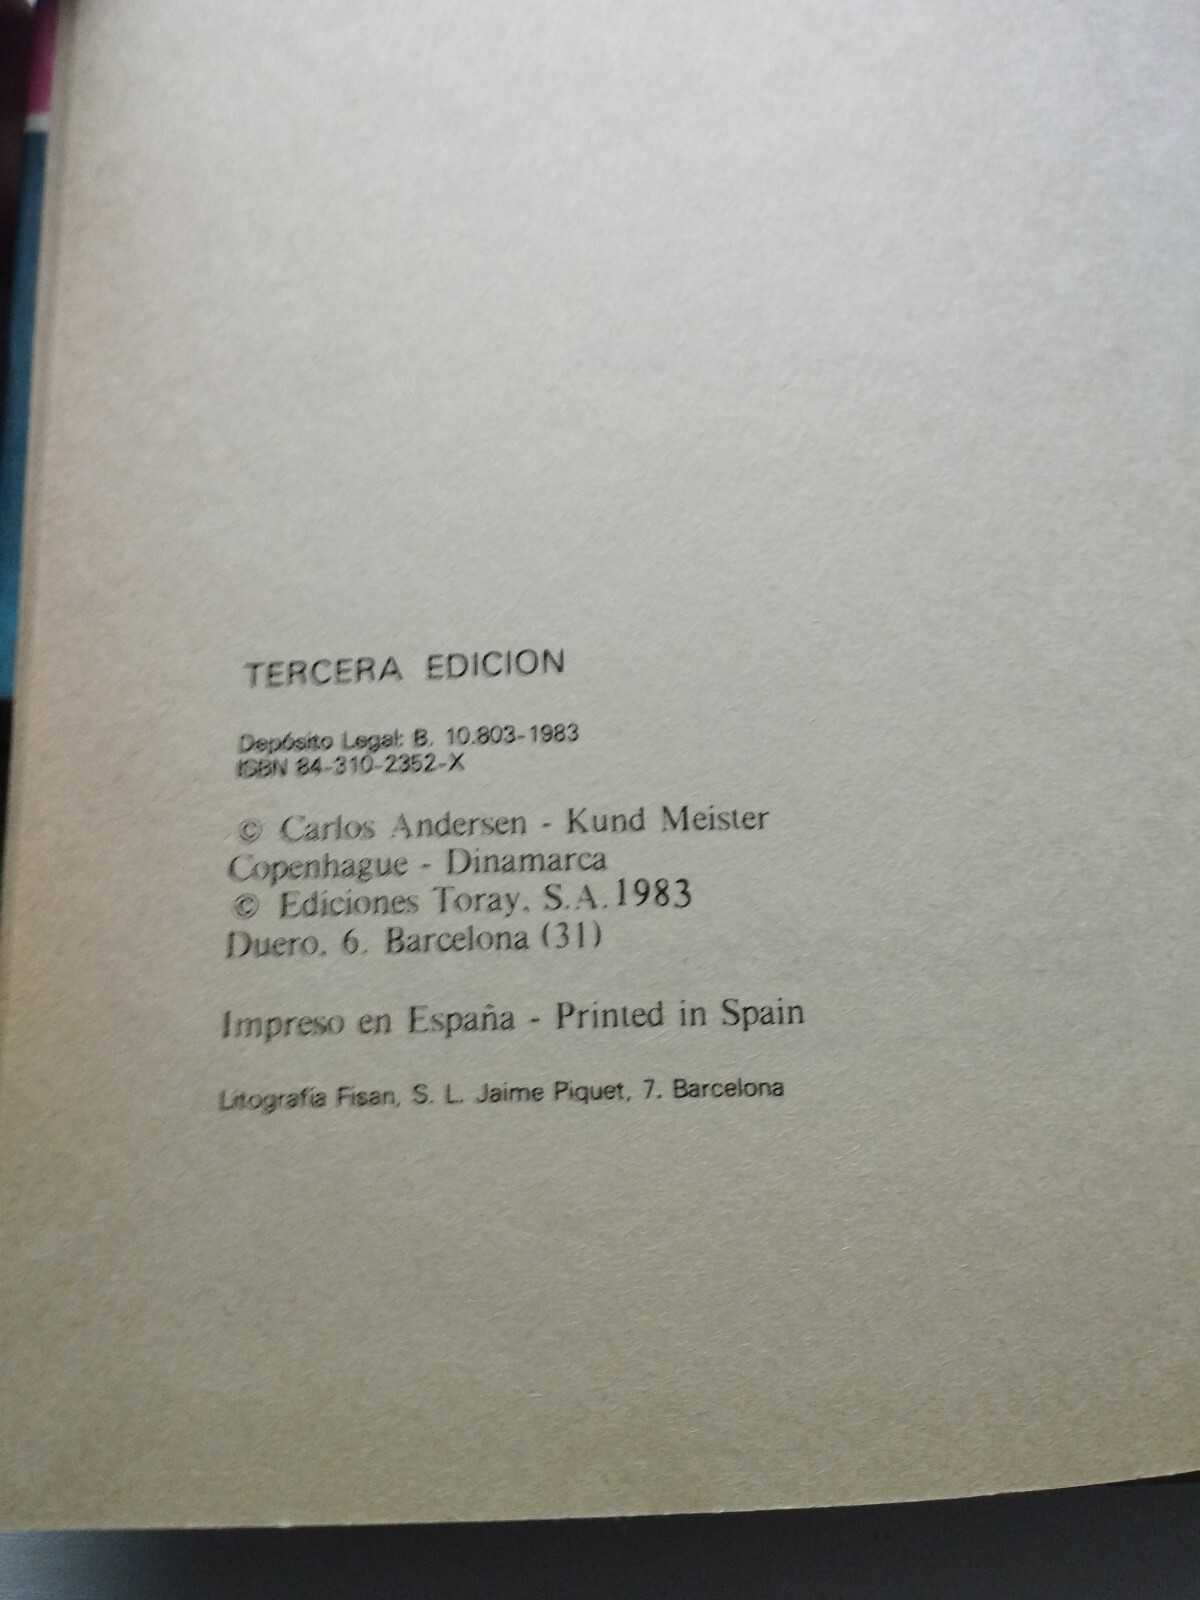 TERCERA EDICION
Depósito Legal: B. 10.803-1983
ISBN 84-310-2352-X
© Carlos Andersen - Kund Meister
Copenhague - Dinamarca
© Ediciones Toray, S.A. 1983
Duero, 6. Barcelona (31)
Impreso en España - Printed in Spain
Litografía Fisan, S. L. Jaime Piquet, 7. Barcelona